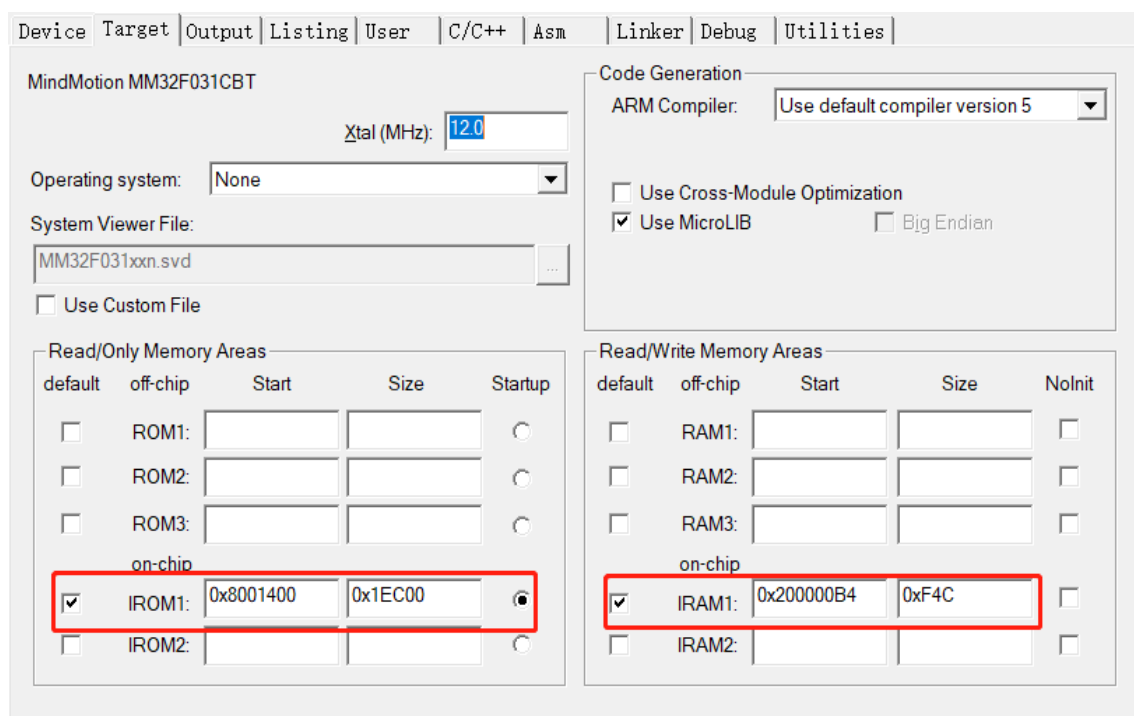 Device Target Output Listing User C/C++ Asm Linker Debug Utilities
MindMotion MM32F031CBT
Xtal (MHz): 12.0
Operating system: None
System Viewer File:
MM32F031xxn.svd ...
Use Custom File
Code Generation
ARM Compiler: Use default compiler version 5
Use Cross-Module Optimization
Use MicroLIB Big Endian
Read/Only Memory Areas
default off-chip Start Size Startup
ROM1:
ROM2:
ROM3:
on-chip
IROM1: 0x8001400 0x1EC00
IROM2:
Read/Write Memory Areas
default off-chip Start Size NoInit
RAM1:
RAM2:
RAM3:
on-chip
IRAM1: 0x200000B4 0xF4C
IRAM2: